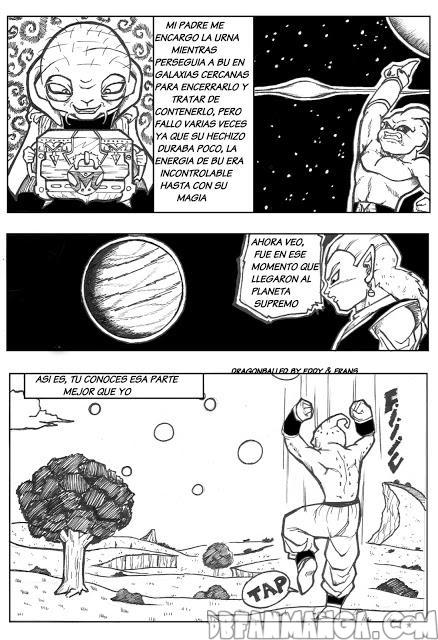 MI PADRE ME
ENCARGO LA URNA
MIENTRAS
PERSEGUIA A BU EN
GALAXIAS CERCANAS
PARA ENCERRARLO Y
TRATAR DE
CONTENERLO, PERO
FALLO VARIAS VECES
YA QUE SU HECHIZO
DURABA POCO, LA
ENERGIA DE BU ERA
INCONTROLABLE
HASTA CON SU
MAGIA
AHORA VEO,
FUE EN ESE
MOMENTO QUE
LLEGARON AL
PLANETA
SUPREMO
DRAGONBALLED BY EDDY & FRANS
ASI ES, TU CONOCES ESA PARTE
MEJOR QUE YO
TAP
DBFANMANGA.COM